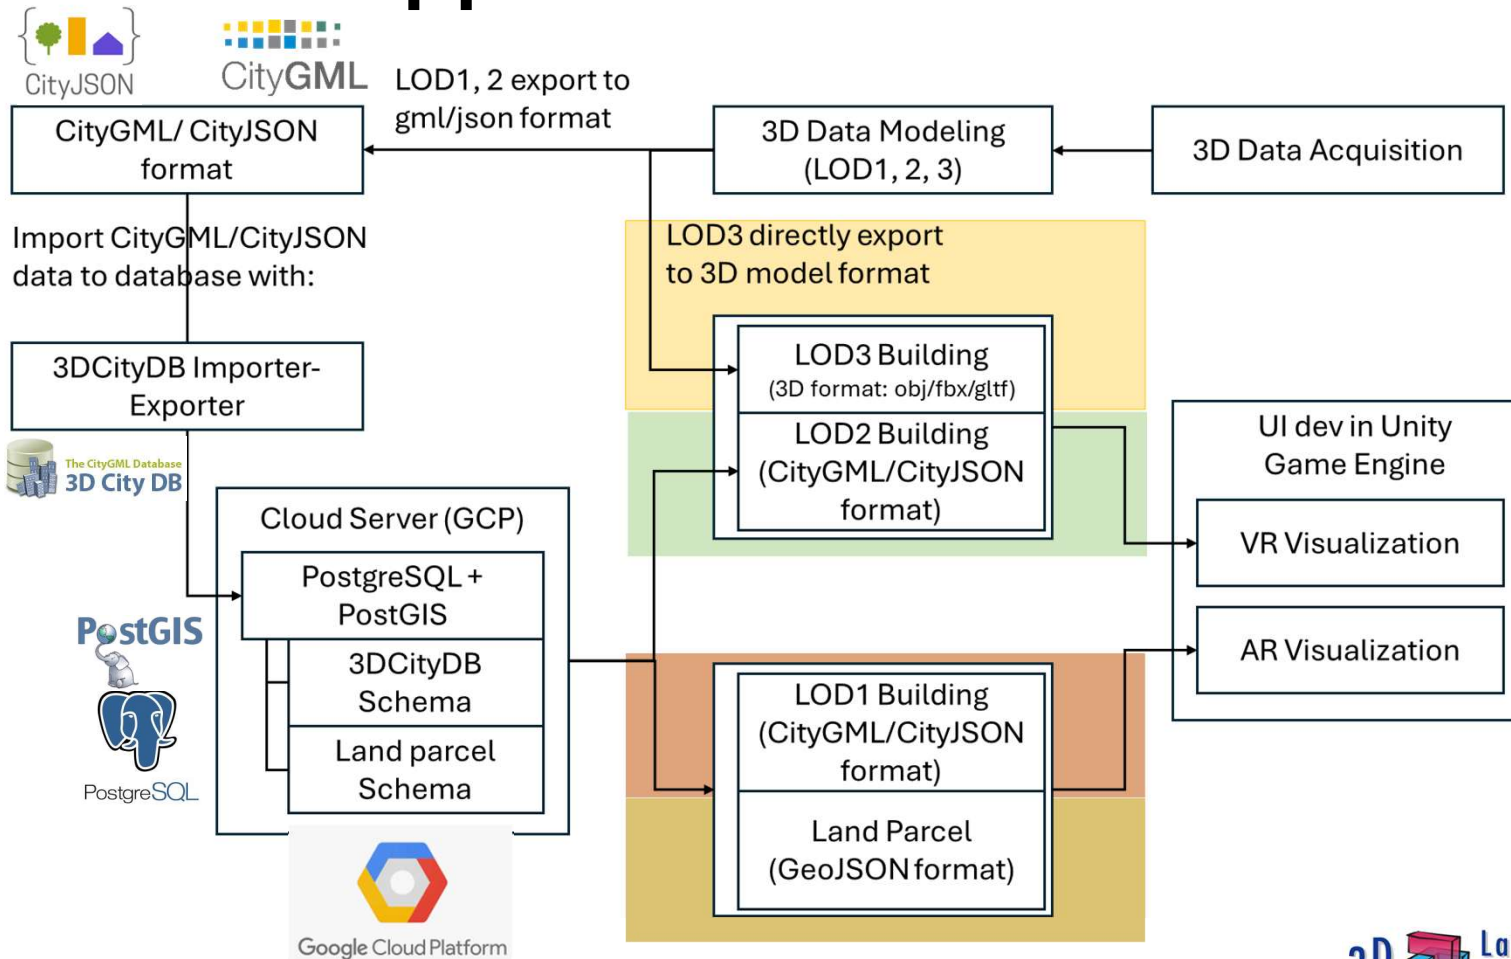 CityJSON
CityGML
LOD1, 2 export to
gml/json format
CityGML/ CityJSON
format
3D Data Modeling
(LOD1, 2, 3)
3D Data Acquisition
Import CityGML/CityJSON
data to database with:
LOD3 directly export
to 3D model format
3DCityDB Importer-
Exporter
LOD3 Building
(3D format: obj/fbx/gltf)
LOD2 Building
(CityGML/CityJSON
format)
UI dev in Unity
Game Engine
VR Visualization
AR Visualization
The CityGML Database
3D City DB
Cloud Server (GCP)
PostgreSQL +
PostGIS
3DCityDB
Schema
Land parcel
Schema
PostGIS
PostgreSQL
LOD1 Building
(CityGML/CityJSON
format)
Land Parcel
(GeoJSON format)
Google Cloud Platform
3D La